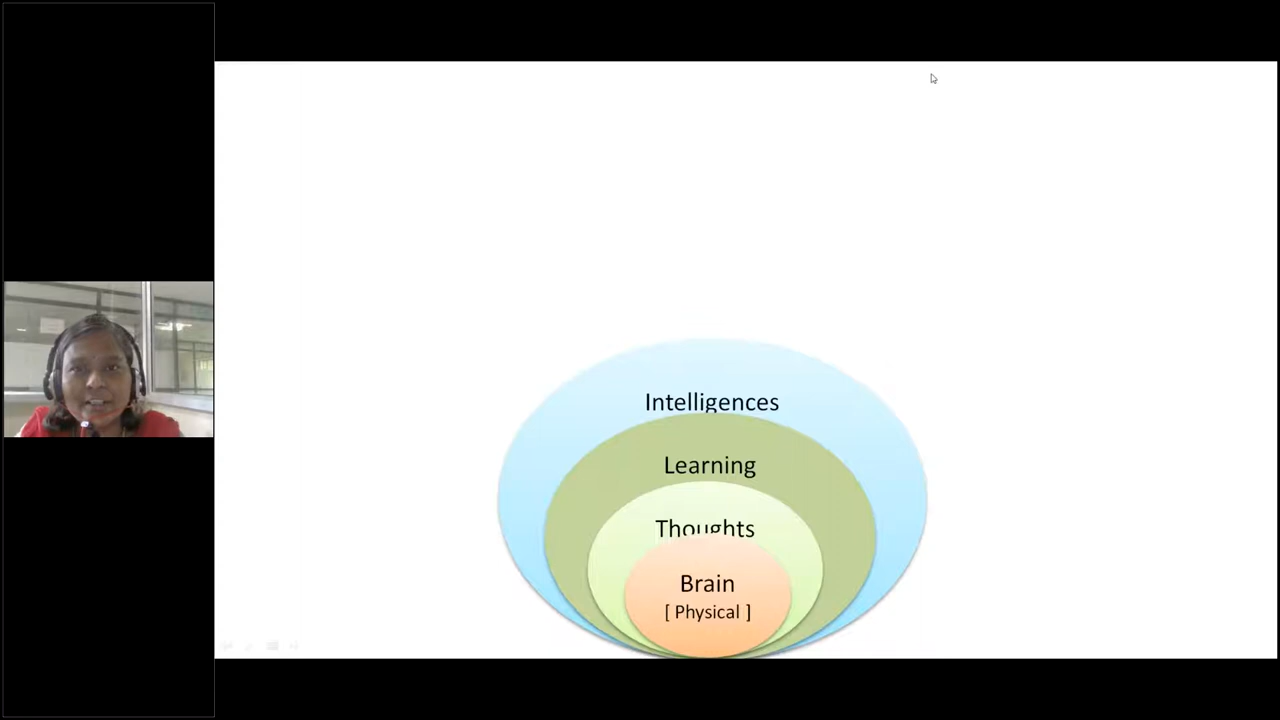 Intelligences
Learning
Thoughts
Brain
[ Physical ]